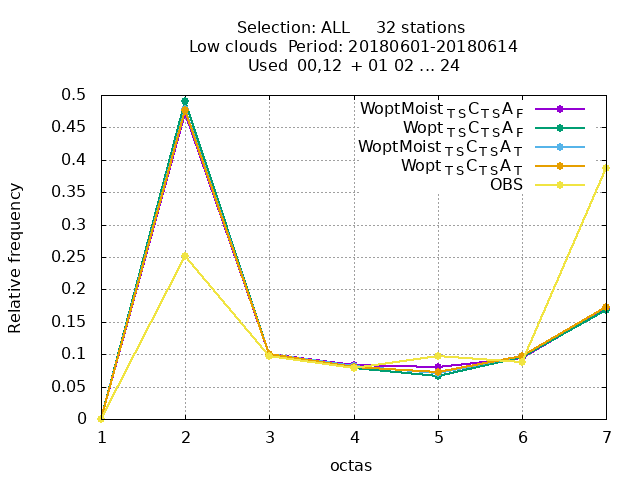 Selection: ALL 32 stations
Low clouds Period: 20180601-20180614
Used 00,12 + 01 02 ... 24
0.5
0.45
0.4
0.35
0.3
0.25
0.2
0.15
0.1
0.05
0
Relative frequency
WoptMoist TS C TS A F
Wopt TS C TS A F
WoptMoist TS C TS A T
Wopt TS C TS A T
OBS
1 2 3 4 5 6 7
octas